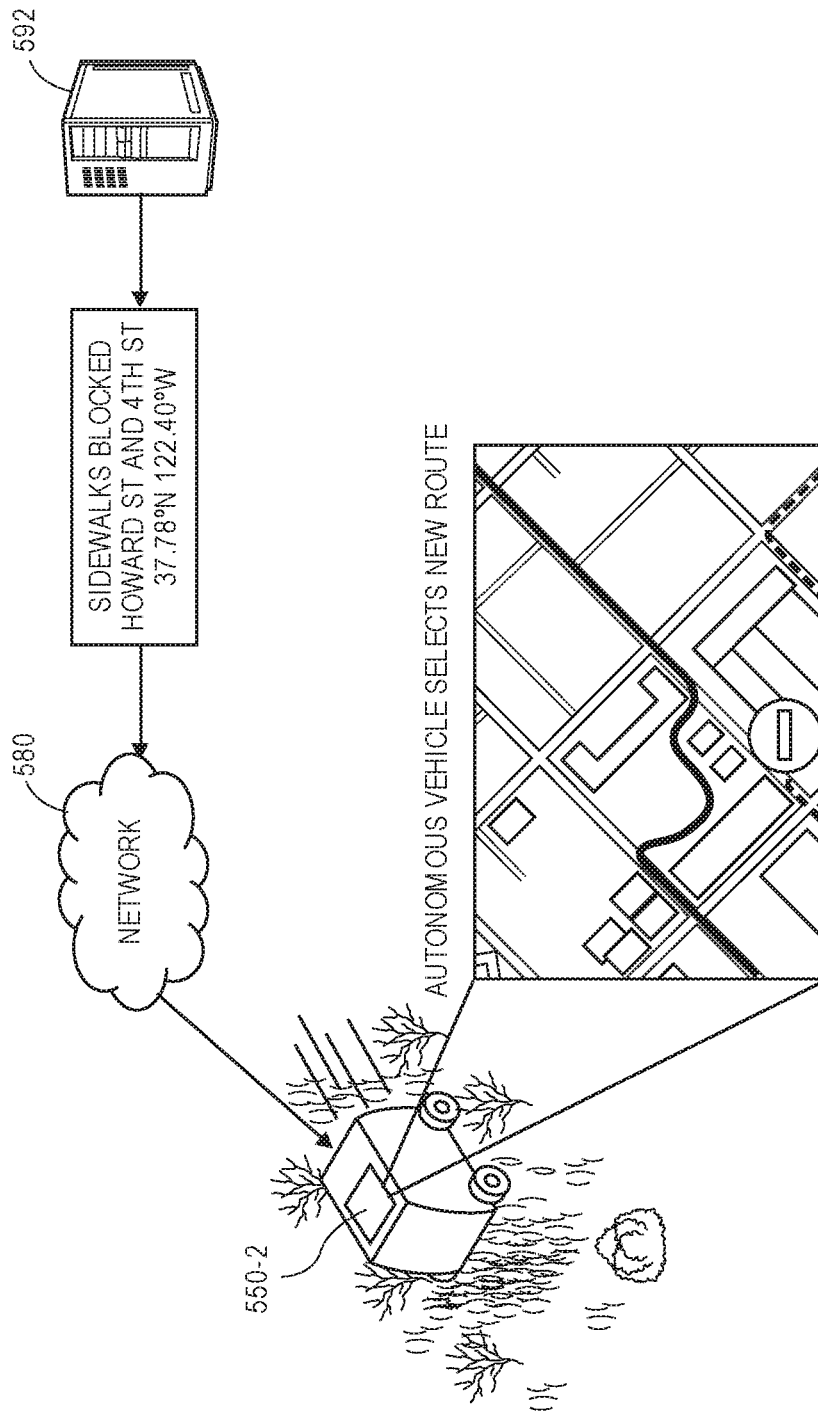 592
SIDEWALKS BLOCKED
HOWARD ST AND 4TH ST
37.78°N 122.40°W
580
NETWORK
AUTONOMOUS VEHICLE SELECTS NEW ROUTE
550-2